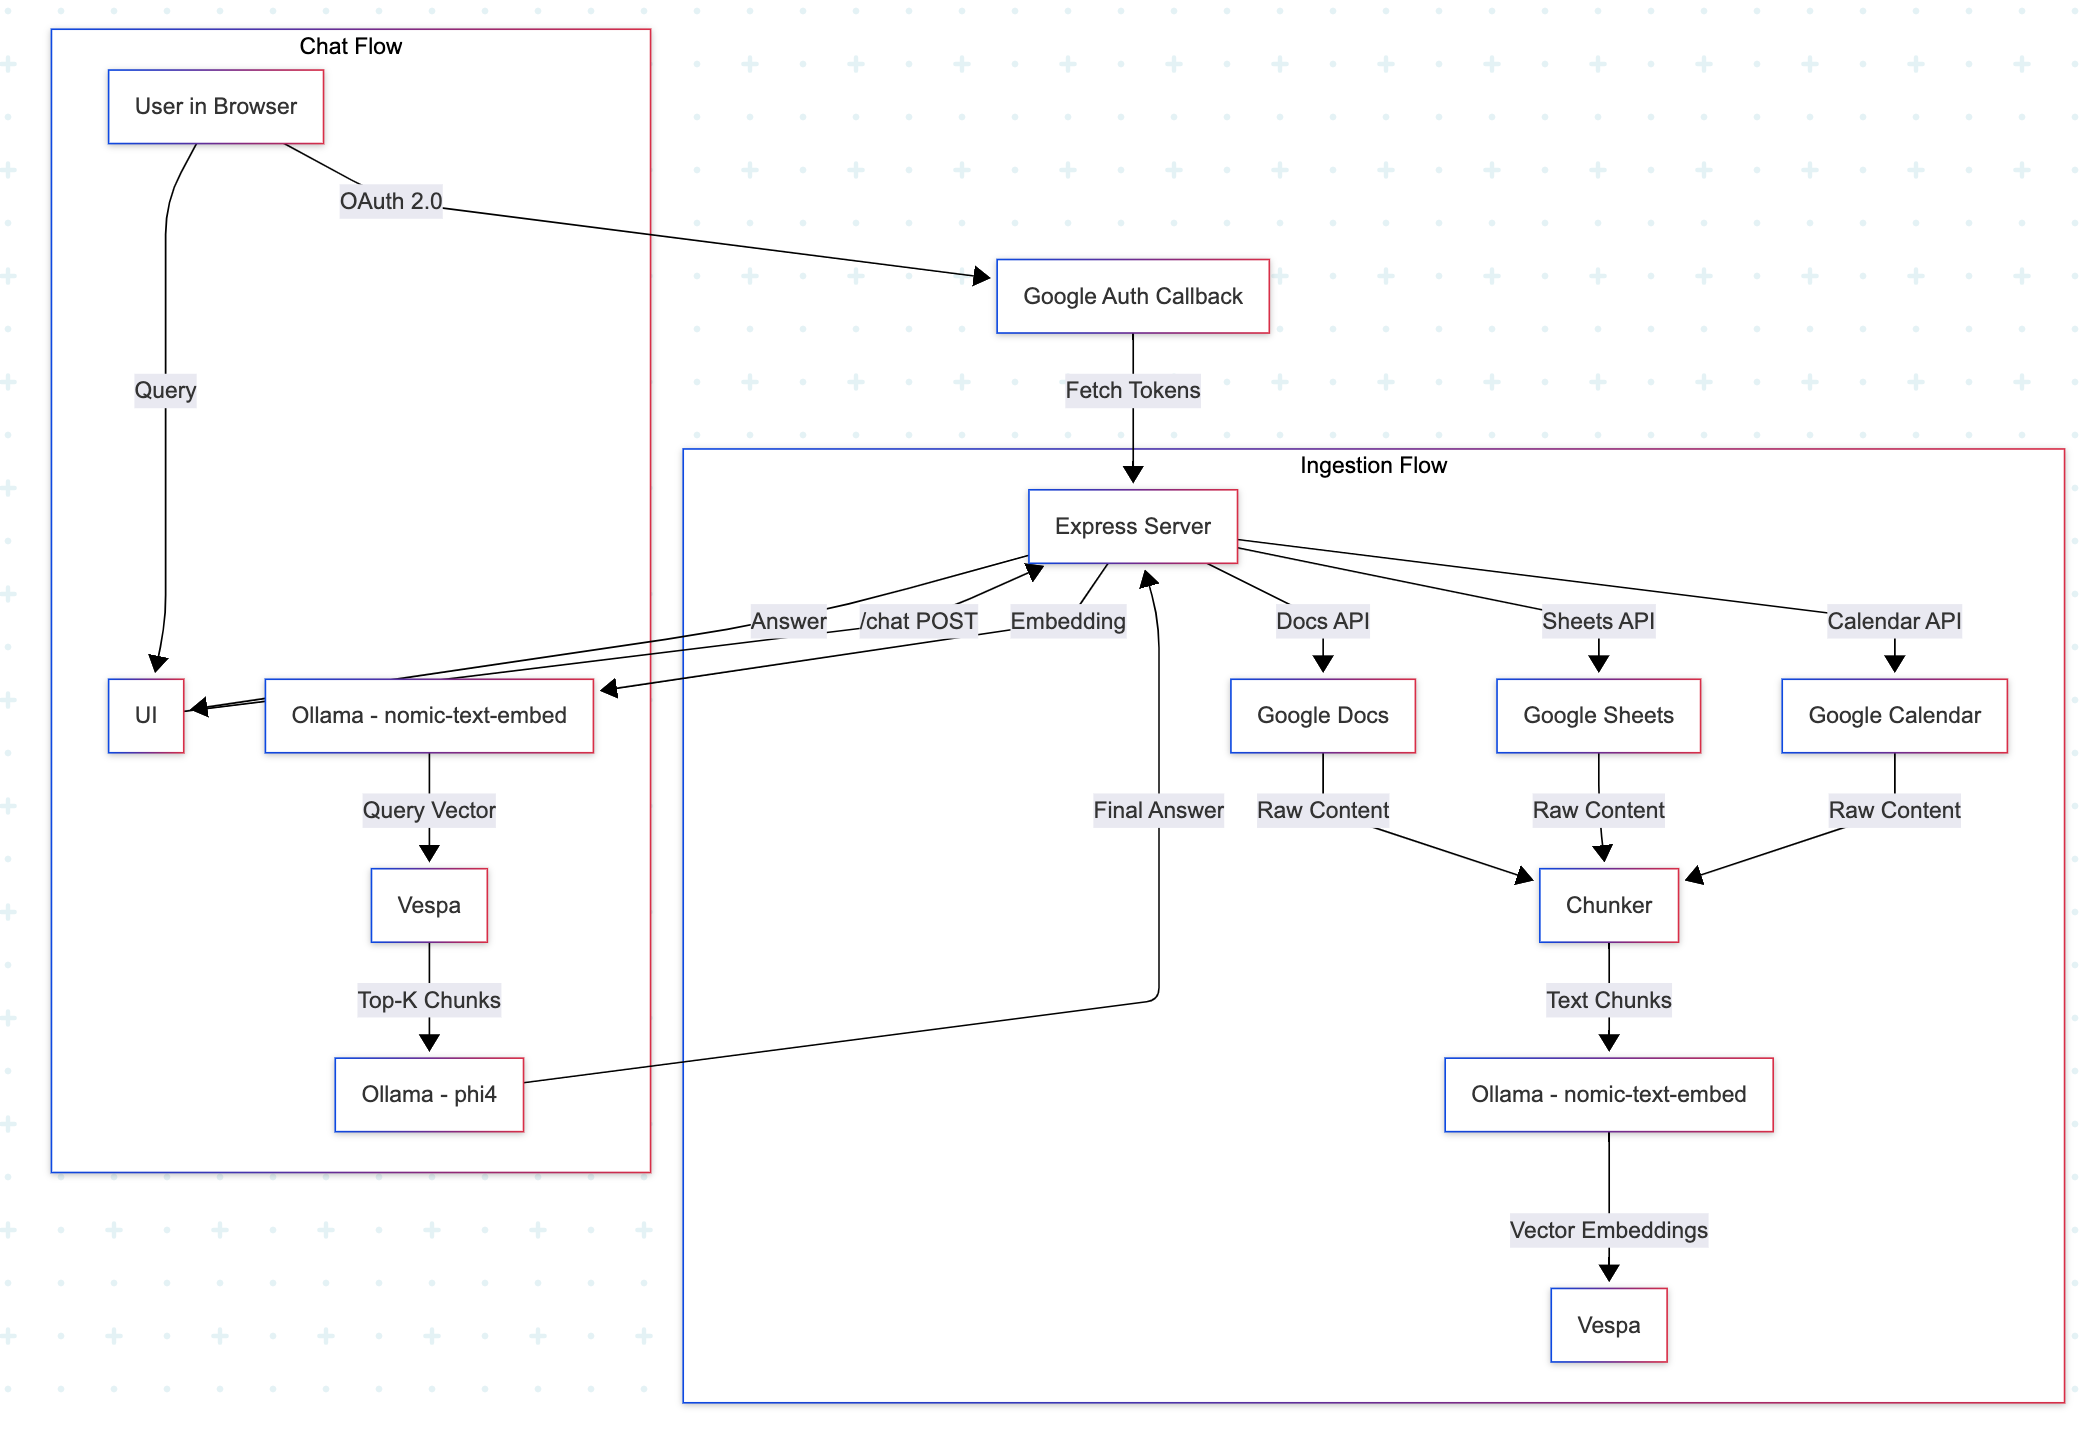 Chat Flow
User in Browser
OAuth 2.0
Google Auth Callback
Query
Fetch Tokens
Ingestion Flow
Express Server
Answer
/chat POST
Embedding
Docs API
Sheets API
Calendar API
UI
Ollama - nomic-text-embed
Google Docs
Google Sheets
Google Calendar
Query Vector
Final Answer
Raw Content
Raw Content
Raw Content
Vespa
Chunker
Top-K Chunks
Text Chunks
Ollama - phi4
Ollama - nomic-text-embed
Vector Embeddings
Vespa